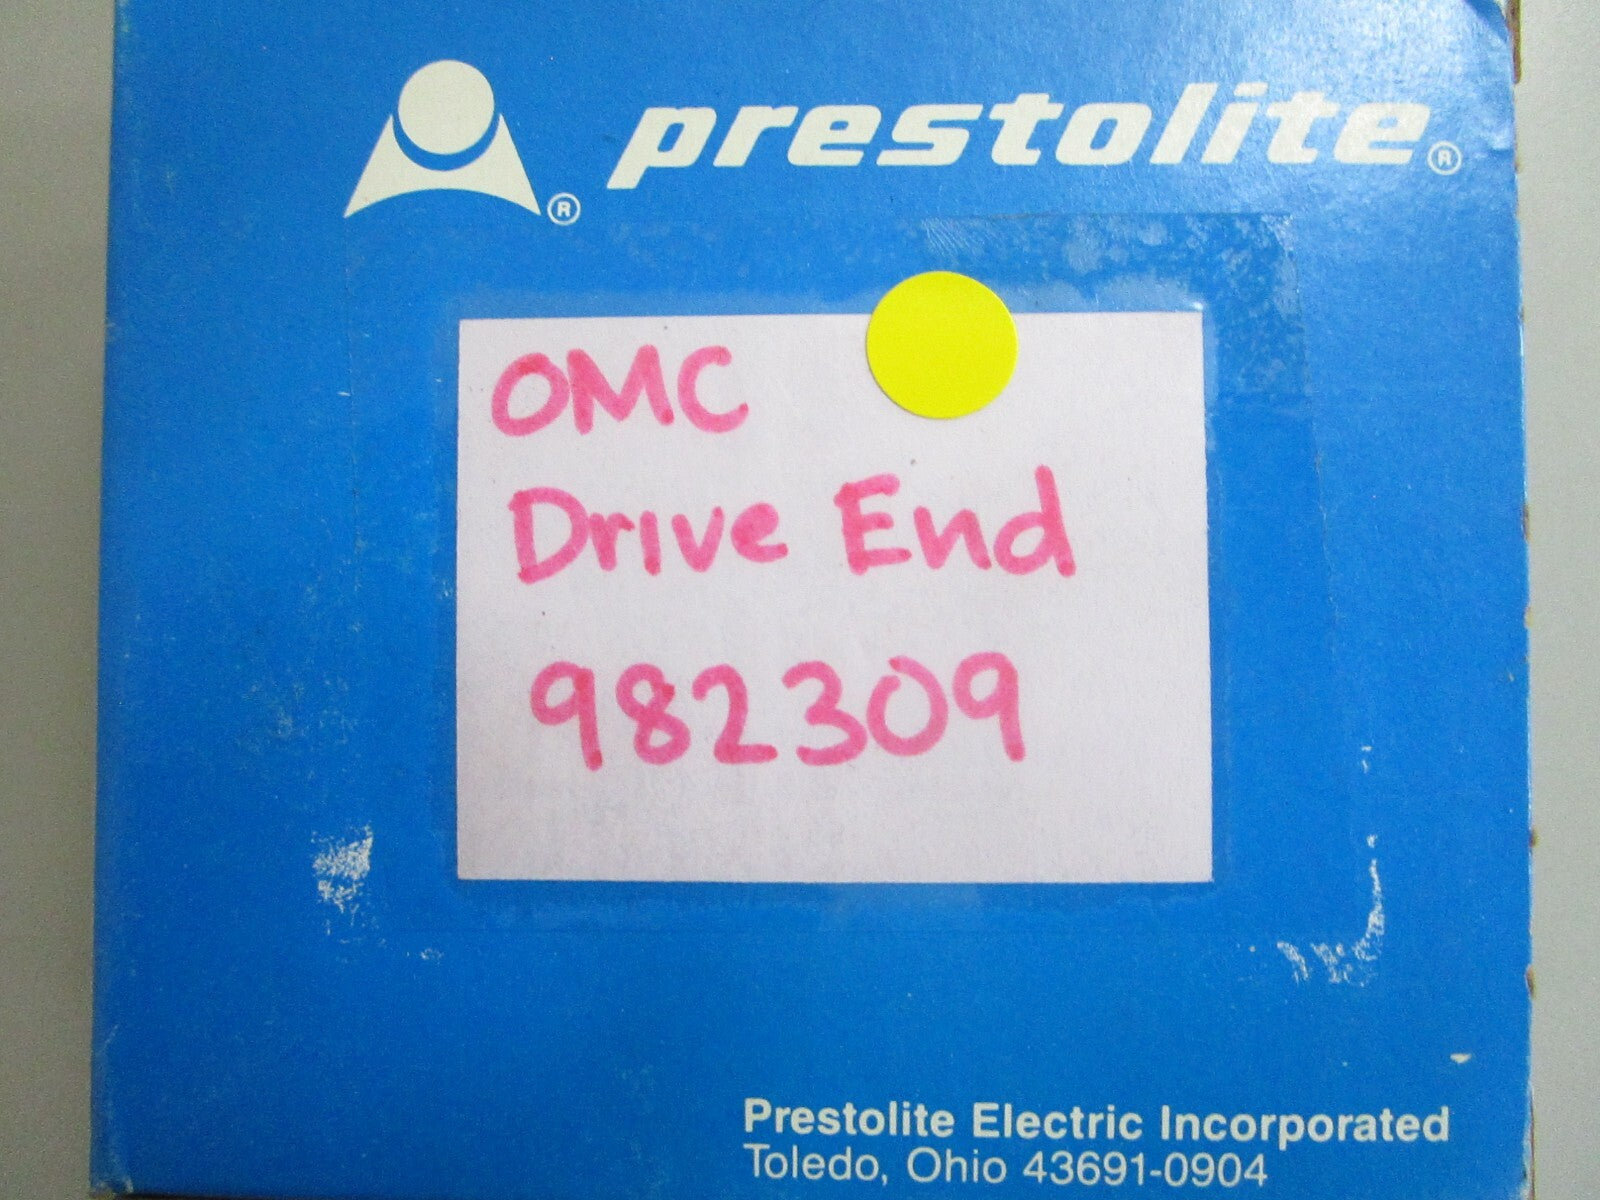 prestolite®
®
OMC
Drive End
982309
Prestolite Electric Incorporated
Toledo, Ohio 43691-0904